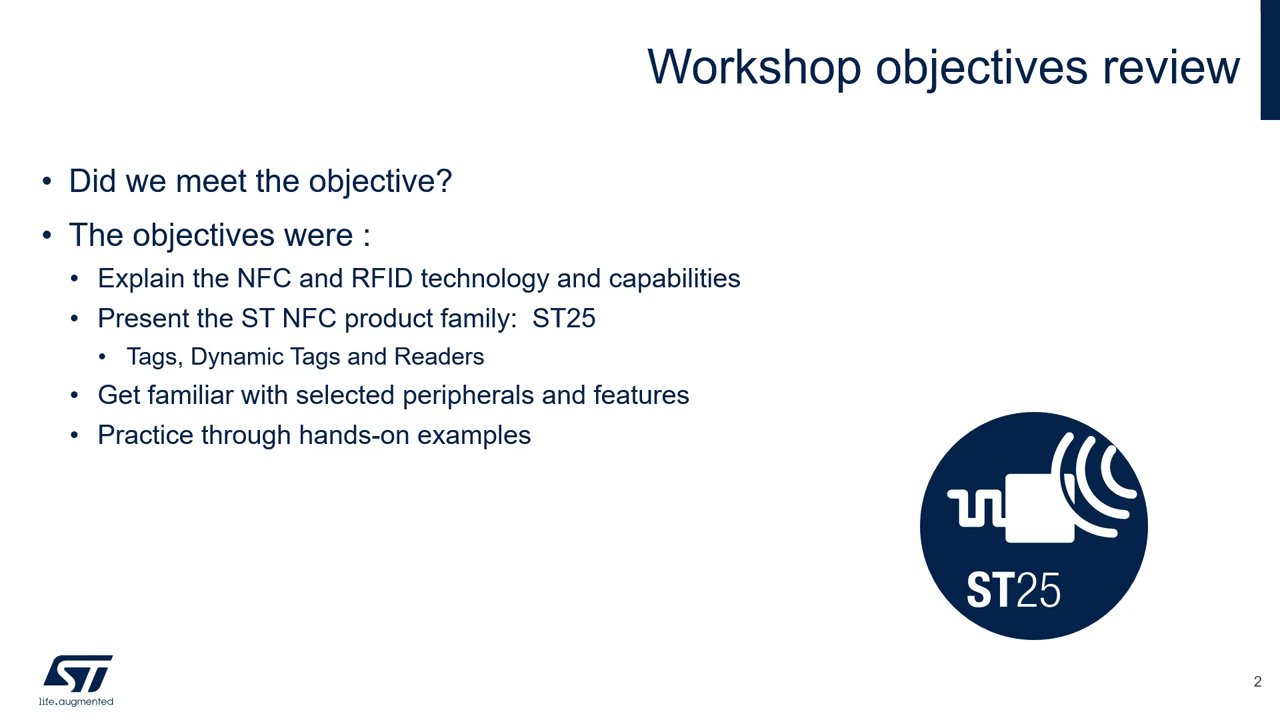 Workshop objectives review
• Did we meet the objective?
• The objectives were :
• Explain the NFC and RFID technology and capabilities
• Present the ST NFC product family:  ST25
• Tags, Dynamic Tags and Readers
• Get familiar with selected peripherals and features
• Practice through hands-on examples
ST25
ST
life.augmented
2